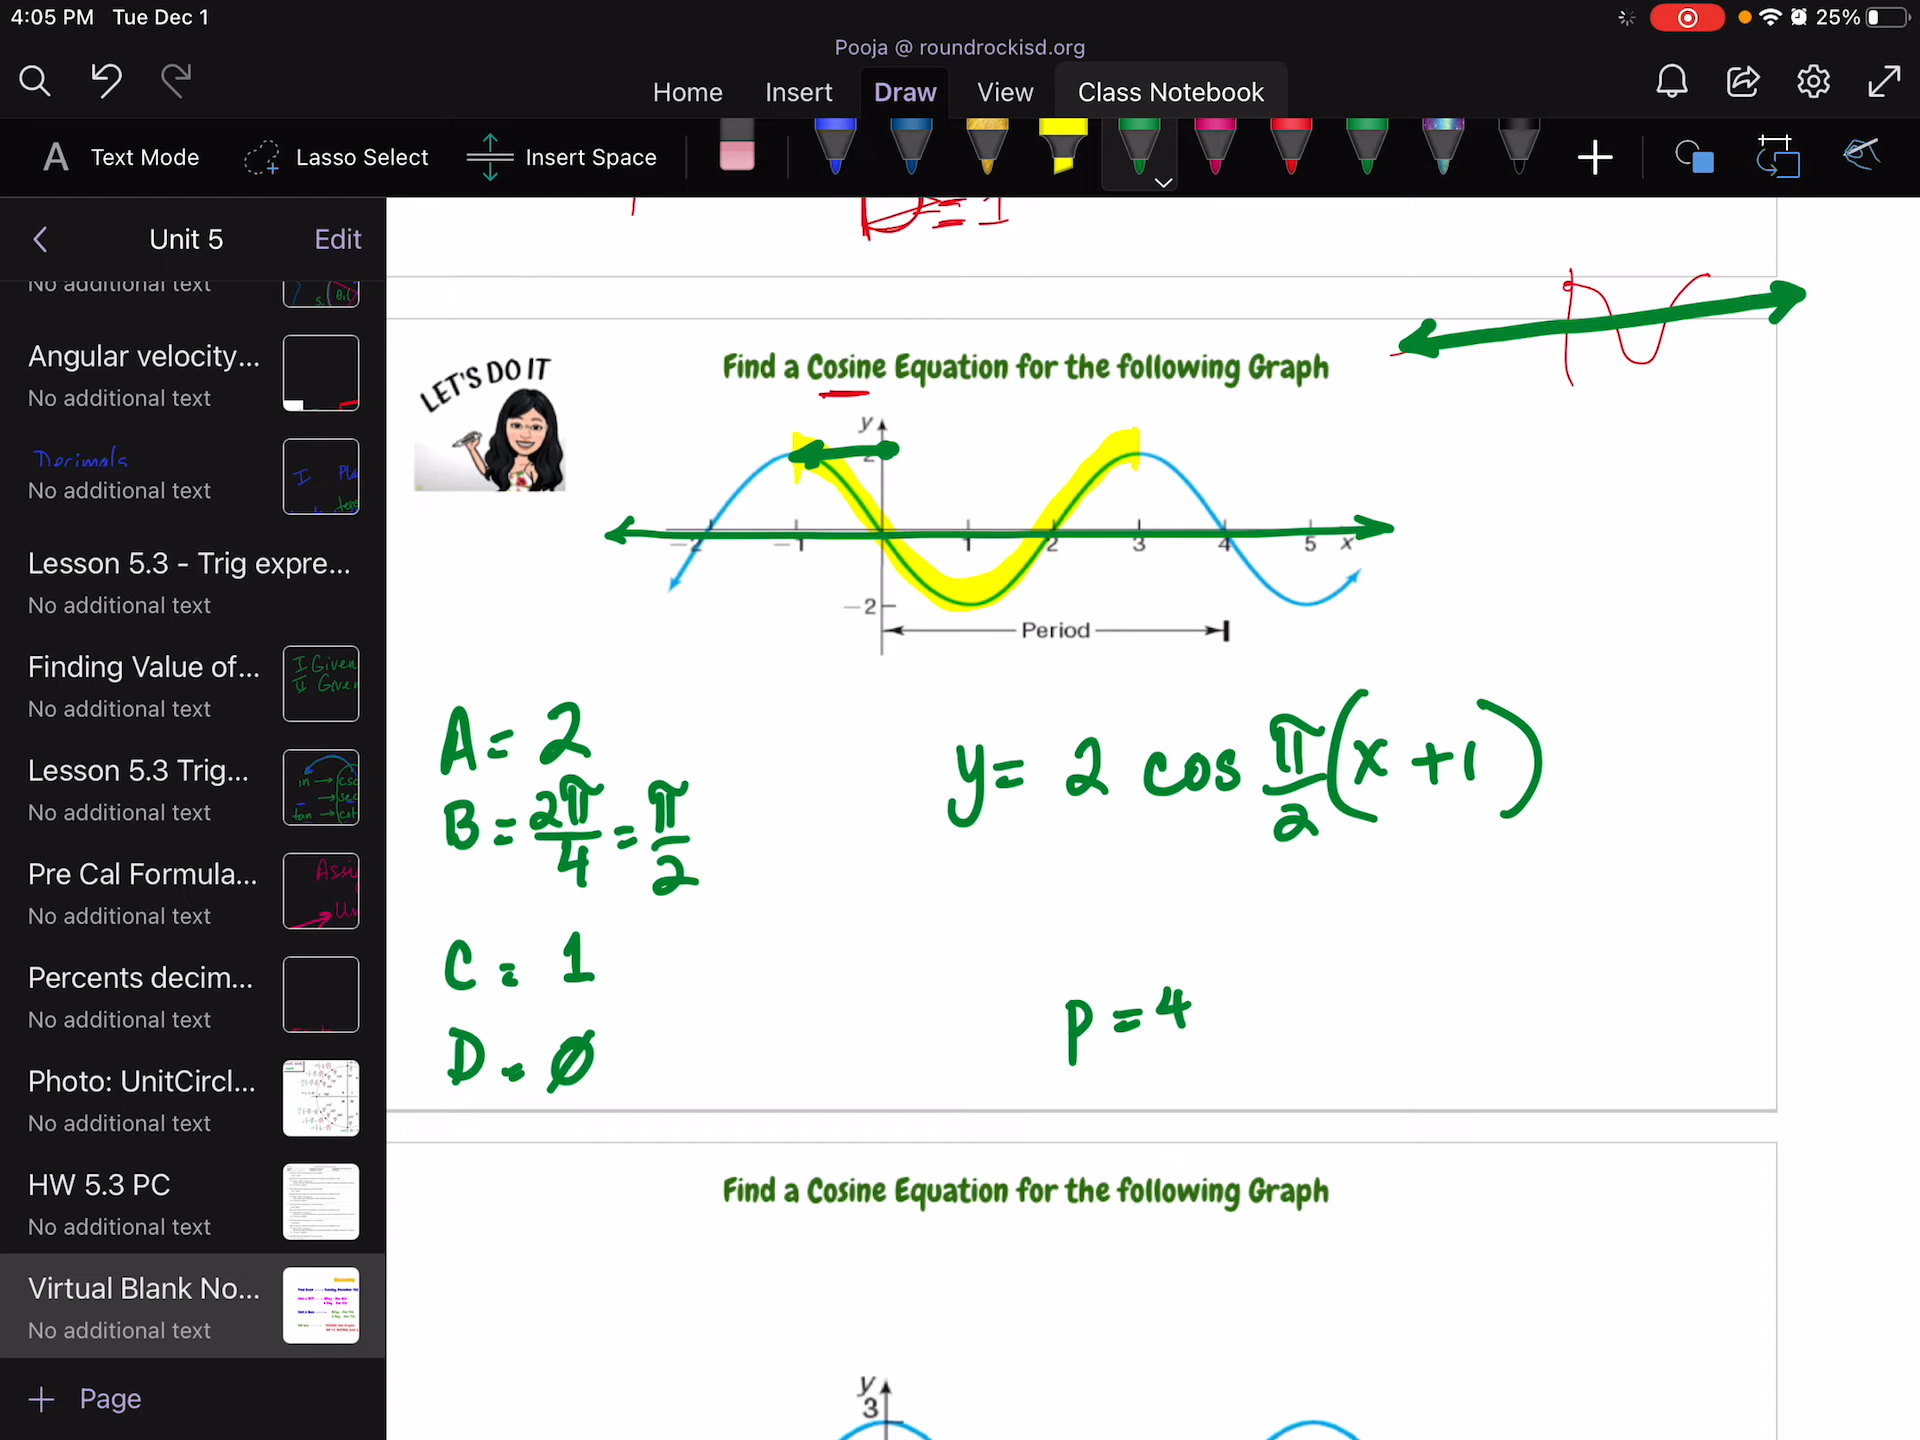 4:05 PM Tue Dec 1
25%
Pooja @ roundrockisd.org
Home Insert Draw View Class Notebook
Text Mode Lasso Select Insert Space
Unit 5 Edit
No additional text
Angular velocity...
No additional text
Decimals
No additional text
Lesson 5.3 - Trig expre...
No additional text
Finding Value of...
No additional text
Lesson 5.3 Trig...
No additional text
Pre Cal Formula...
No additional text
Percents decim...
No additional text
Photo: UnitCircl...
No additional text
HW 5.3 PC
No additional text
Virtual Blank No...
No additional text
+ Page
D = 1
LET'S DO IT
Find a Cosine Equation for the following Graph
y
2
-2 -1 1 2 3 4 5 x
-2
Period
A = 2
B = 2π/4 = π/2
C = 1
D = 0
y = 2 cos π/2 (x + 1)
p = 4
Find a Cosine Equation for the following Graph
y
3